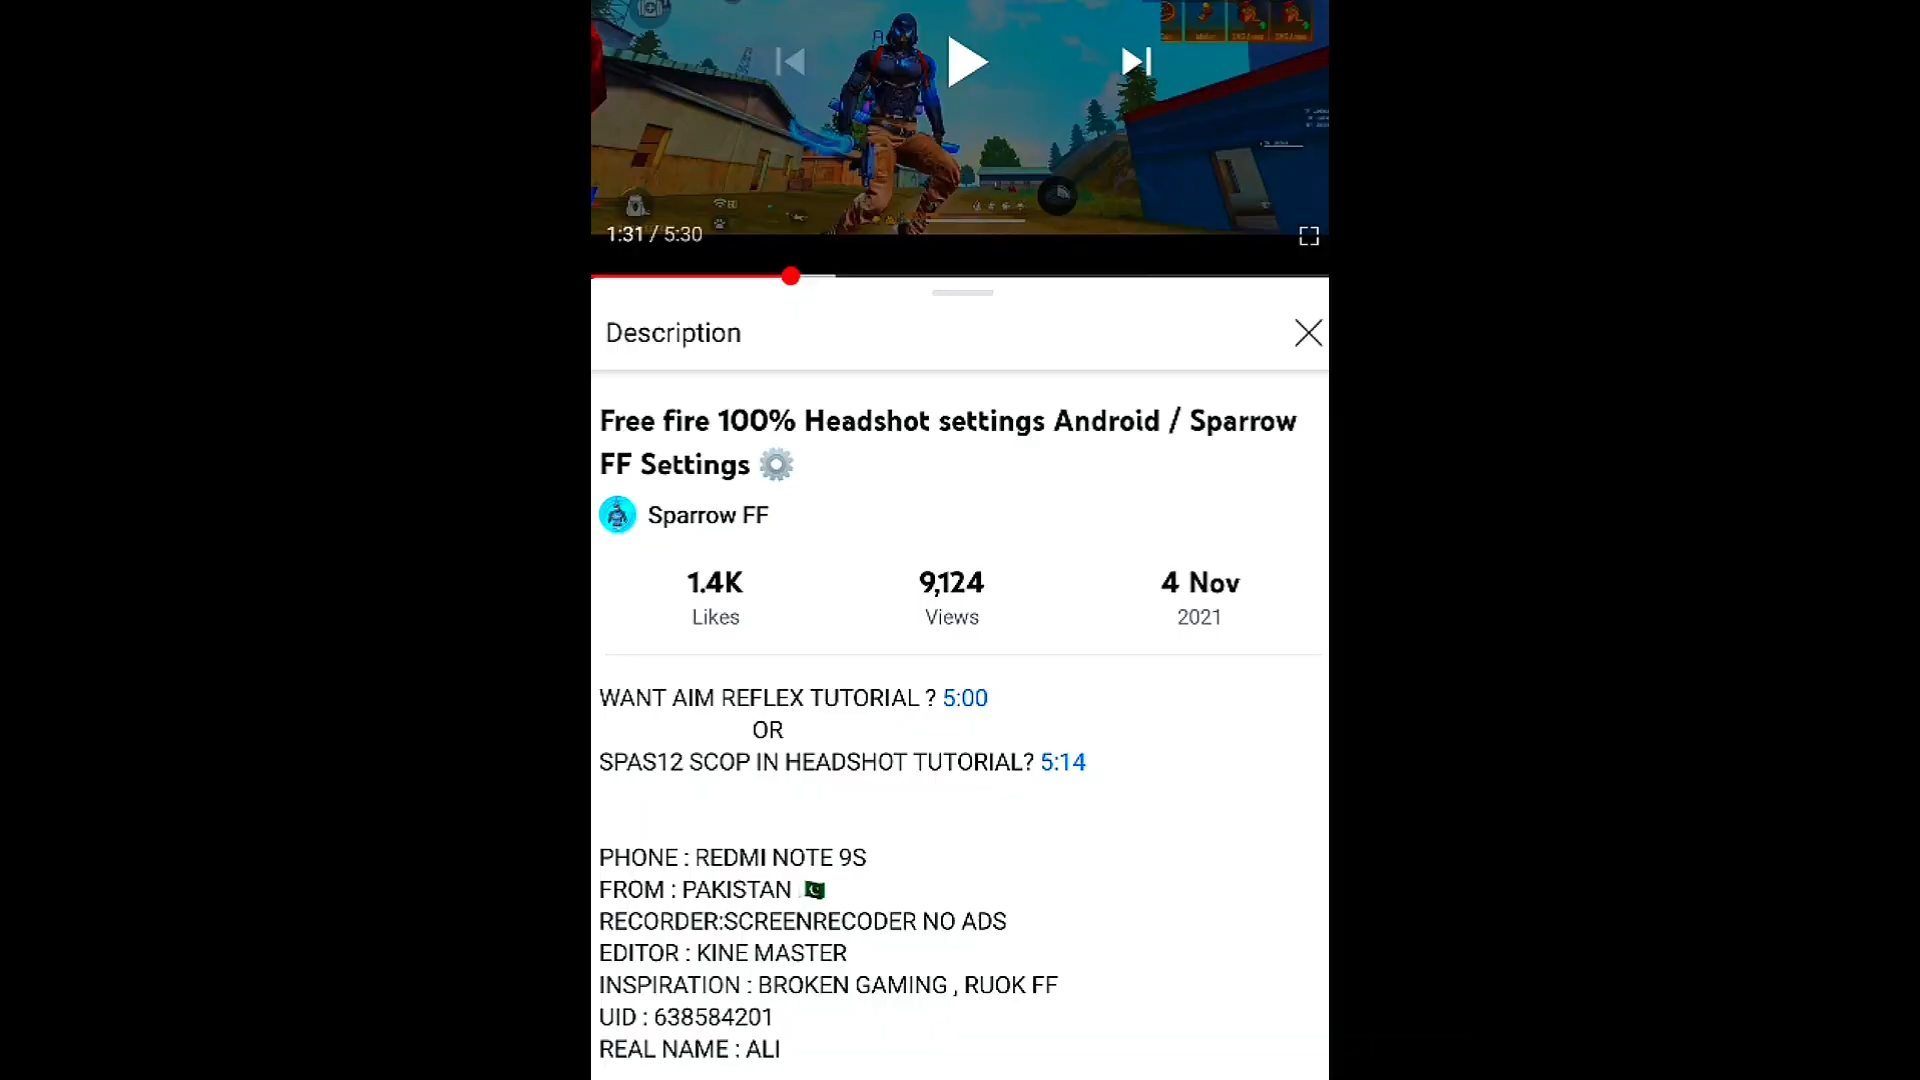 1:31 / 5:30
Description
Free fire 100% Headshot settings Android / Sparrow
FF Settings ⚙️
Sparrow FF
1.4K 9,124 4 Nov
Likes Views 2021
WANT AIM REFLEX TUTORIAL ? 5:00
OR
SPAS12 SCOP IN HEADSHOT TUTORIAL? 5:14
PHONE : REDMI NOTE 9S
FROM : PAKISTAN 🇵🇰
RECORDER:SCREENRECODER NO ADS
EDITOR : KINE MASTER
INSPIRATION : BROKEN GAMING , RUOK FF
UID : 638584201
REAL NAME : ALI